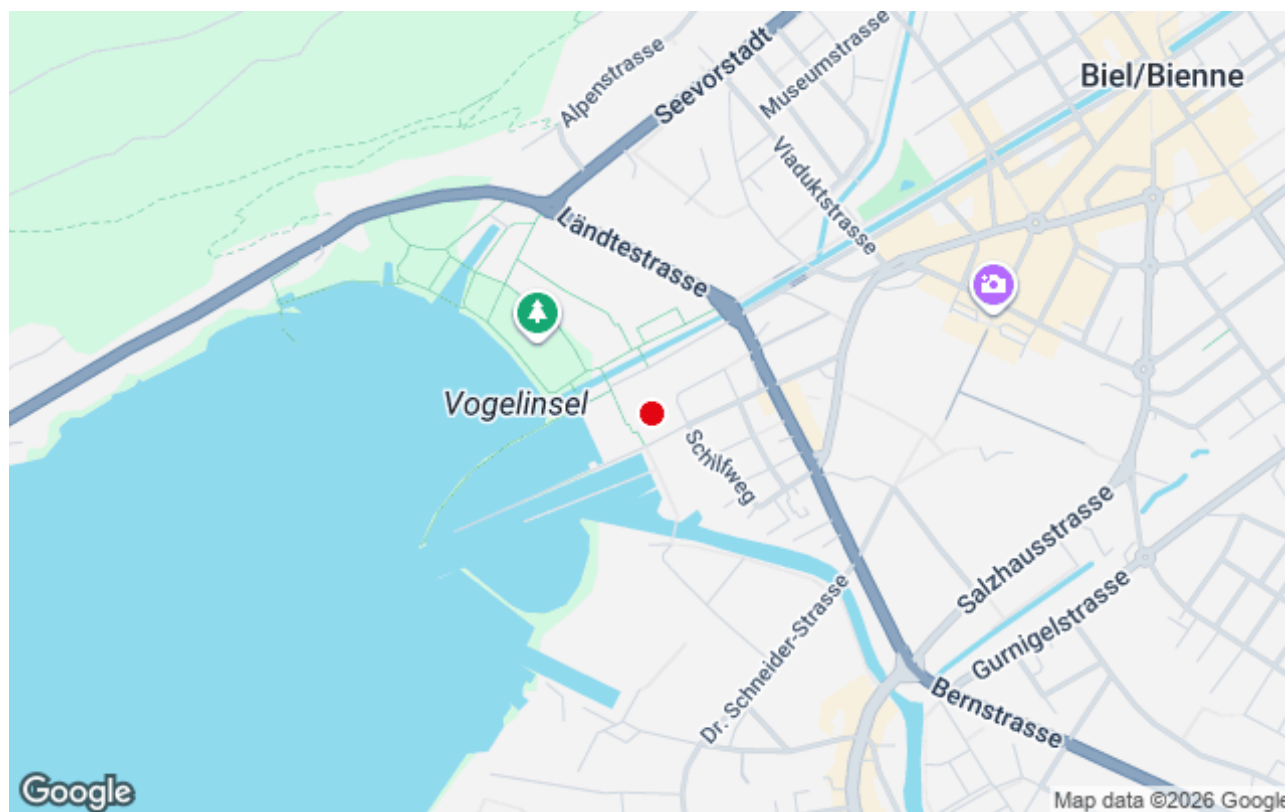 Alpenstrasse
Seevorstadt
Museumstrasse
Biel/Bienne
Viaduktstrasse
Ländtestrasse
Vogelinsel
Schilfweg
Salzhausstrasse
Gurnigelstrasse
Dr. Schneider-Strasse
Bernstrasse
Google
Map data ©2026 Google